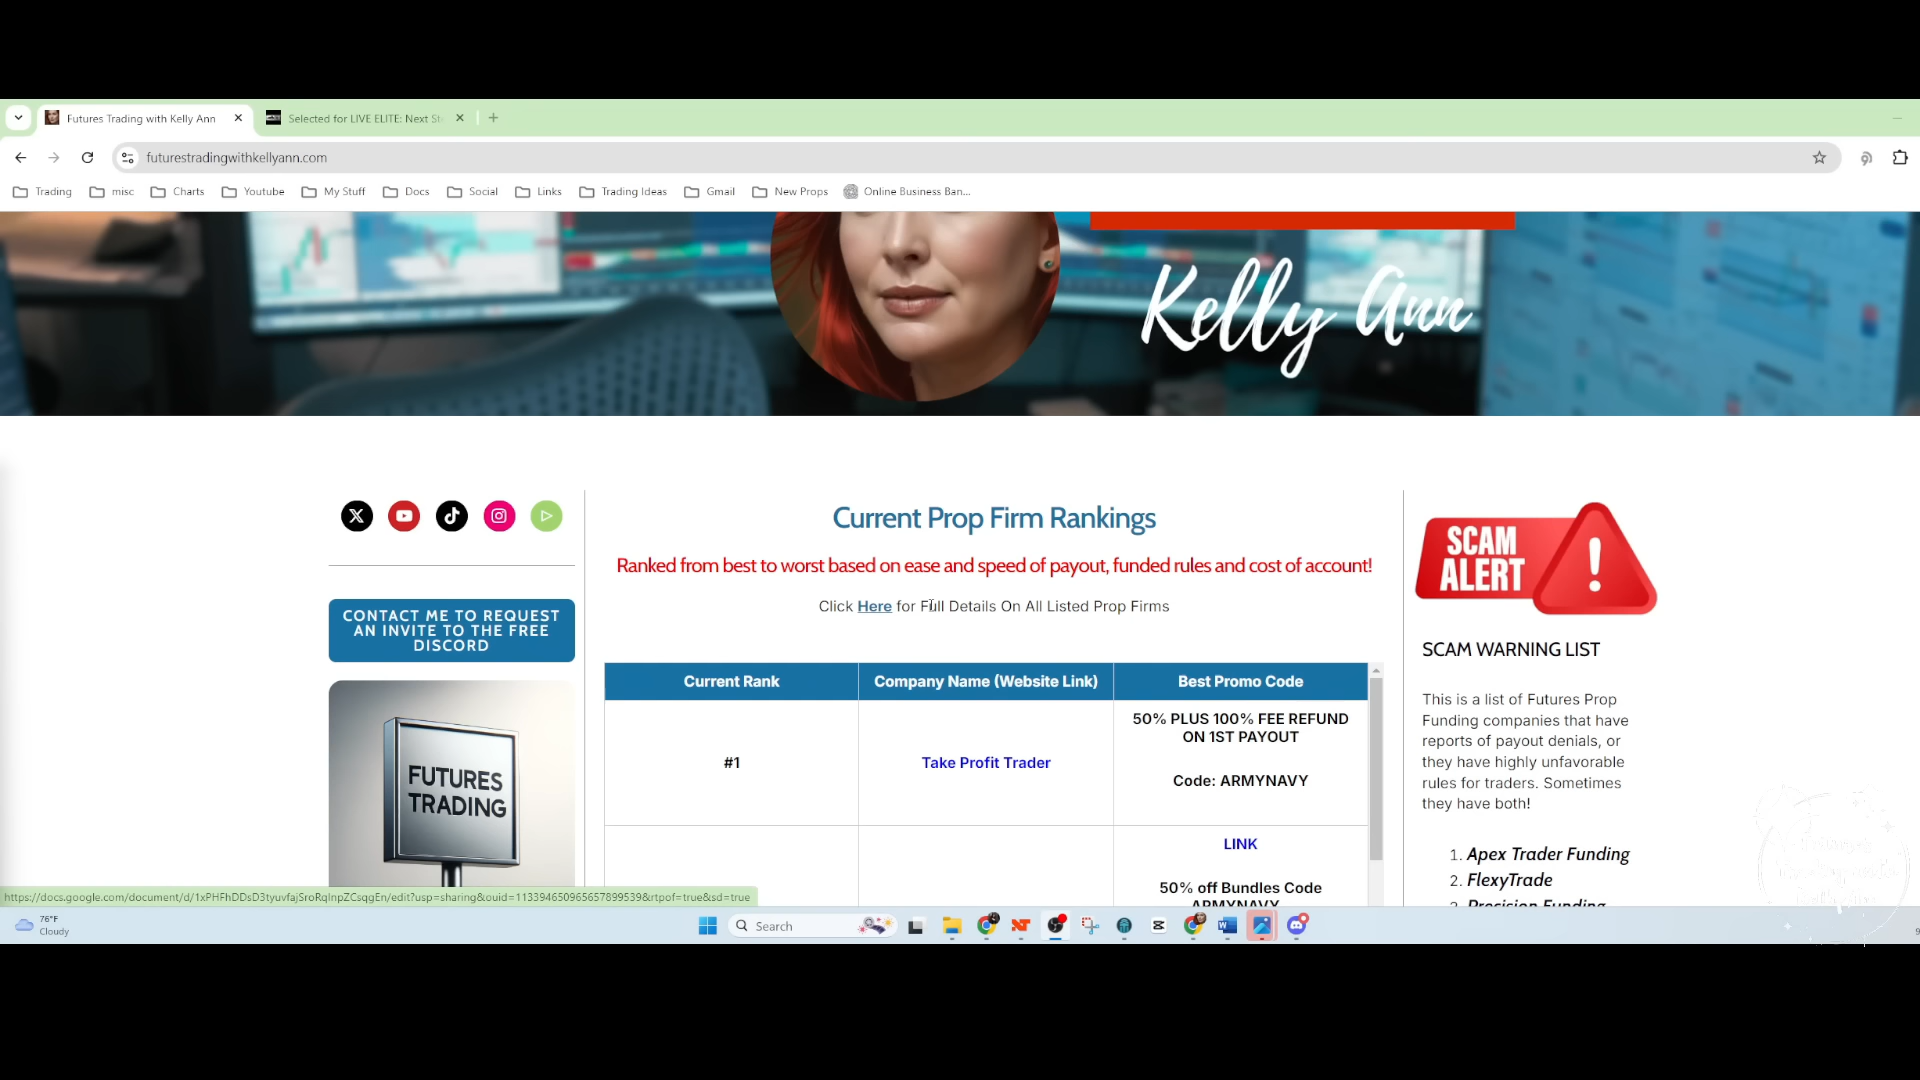 Futures Trading with Kelly Ann
Selected for LIVE ELITE: Next St
futurestradingwithkellyann.com
Trading
misc
Charts
Youtube
My Stuff
Docs
Social
Links
Trading Ideas
Gmail
New Props
Online Business Ban...
Kelly Ann
Current Prop Firm Rankings
Ranked from best to worst based on ease and speed of payout, funded rules and cost of account!
Click Here for Full Details On All Listed Prop Firms
CONTACT ME TO REQUEST
AN INVITE TO THE FREE
DISCORD
FUTURES
TRADING
Current Rank
Company Name (Website Link)
Best Promo Code
#1
Take Profit Trader
50% PLUS 100% FEE REFUND
ON 1ST PAYOUT
Code: ARMYNAVY
LINK
50% off Bundles Code
ARMYNAVY
SCAM
ALERT
SCAM WARNING LIST
This is a list of Futures Prop
Funding companies that have
reports of payout denials, or
they have highly unfavorable
rules for traders. Sometimes
they have both!
1. Apex Trader Funding
2. FlexyTrade
3. Precision Funding
https://docs.google.com/document/d/1xPHFhDDsD3tyuvfajSroRqlnpZCsqgEn/edit?usp=sharing&ouid=113394650965657899539&rtpof=true&sd=true
76°F
Cloudy
Search